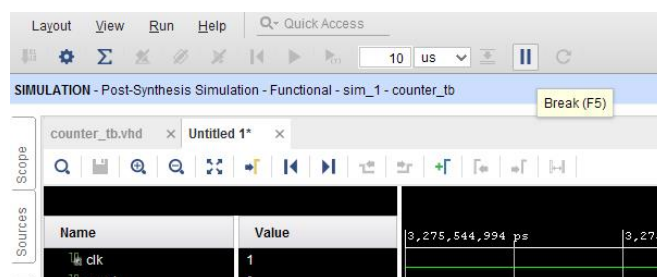 Layout View Run Help Quick Access
10 us
SIMULATION - Post-Synthesis Simulation - Functional - sim_1 - counter_tb
Break (F5)
counter_tb.vhd × Untitled 1* ×
Scope
Sources
Name Value
3,275,544,994 ps 3,27
clk 1